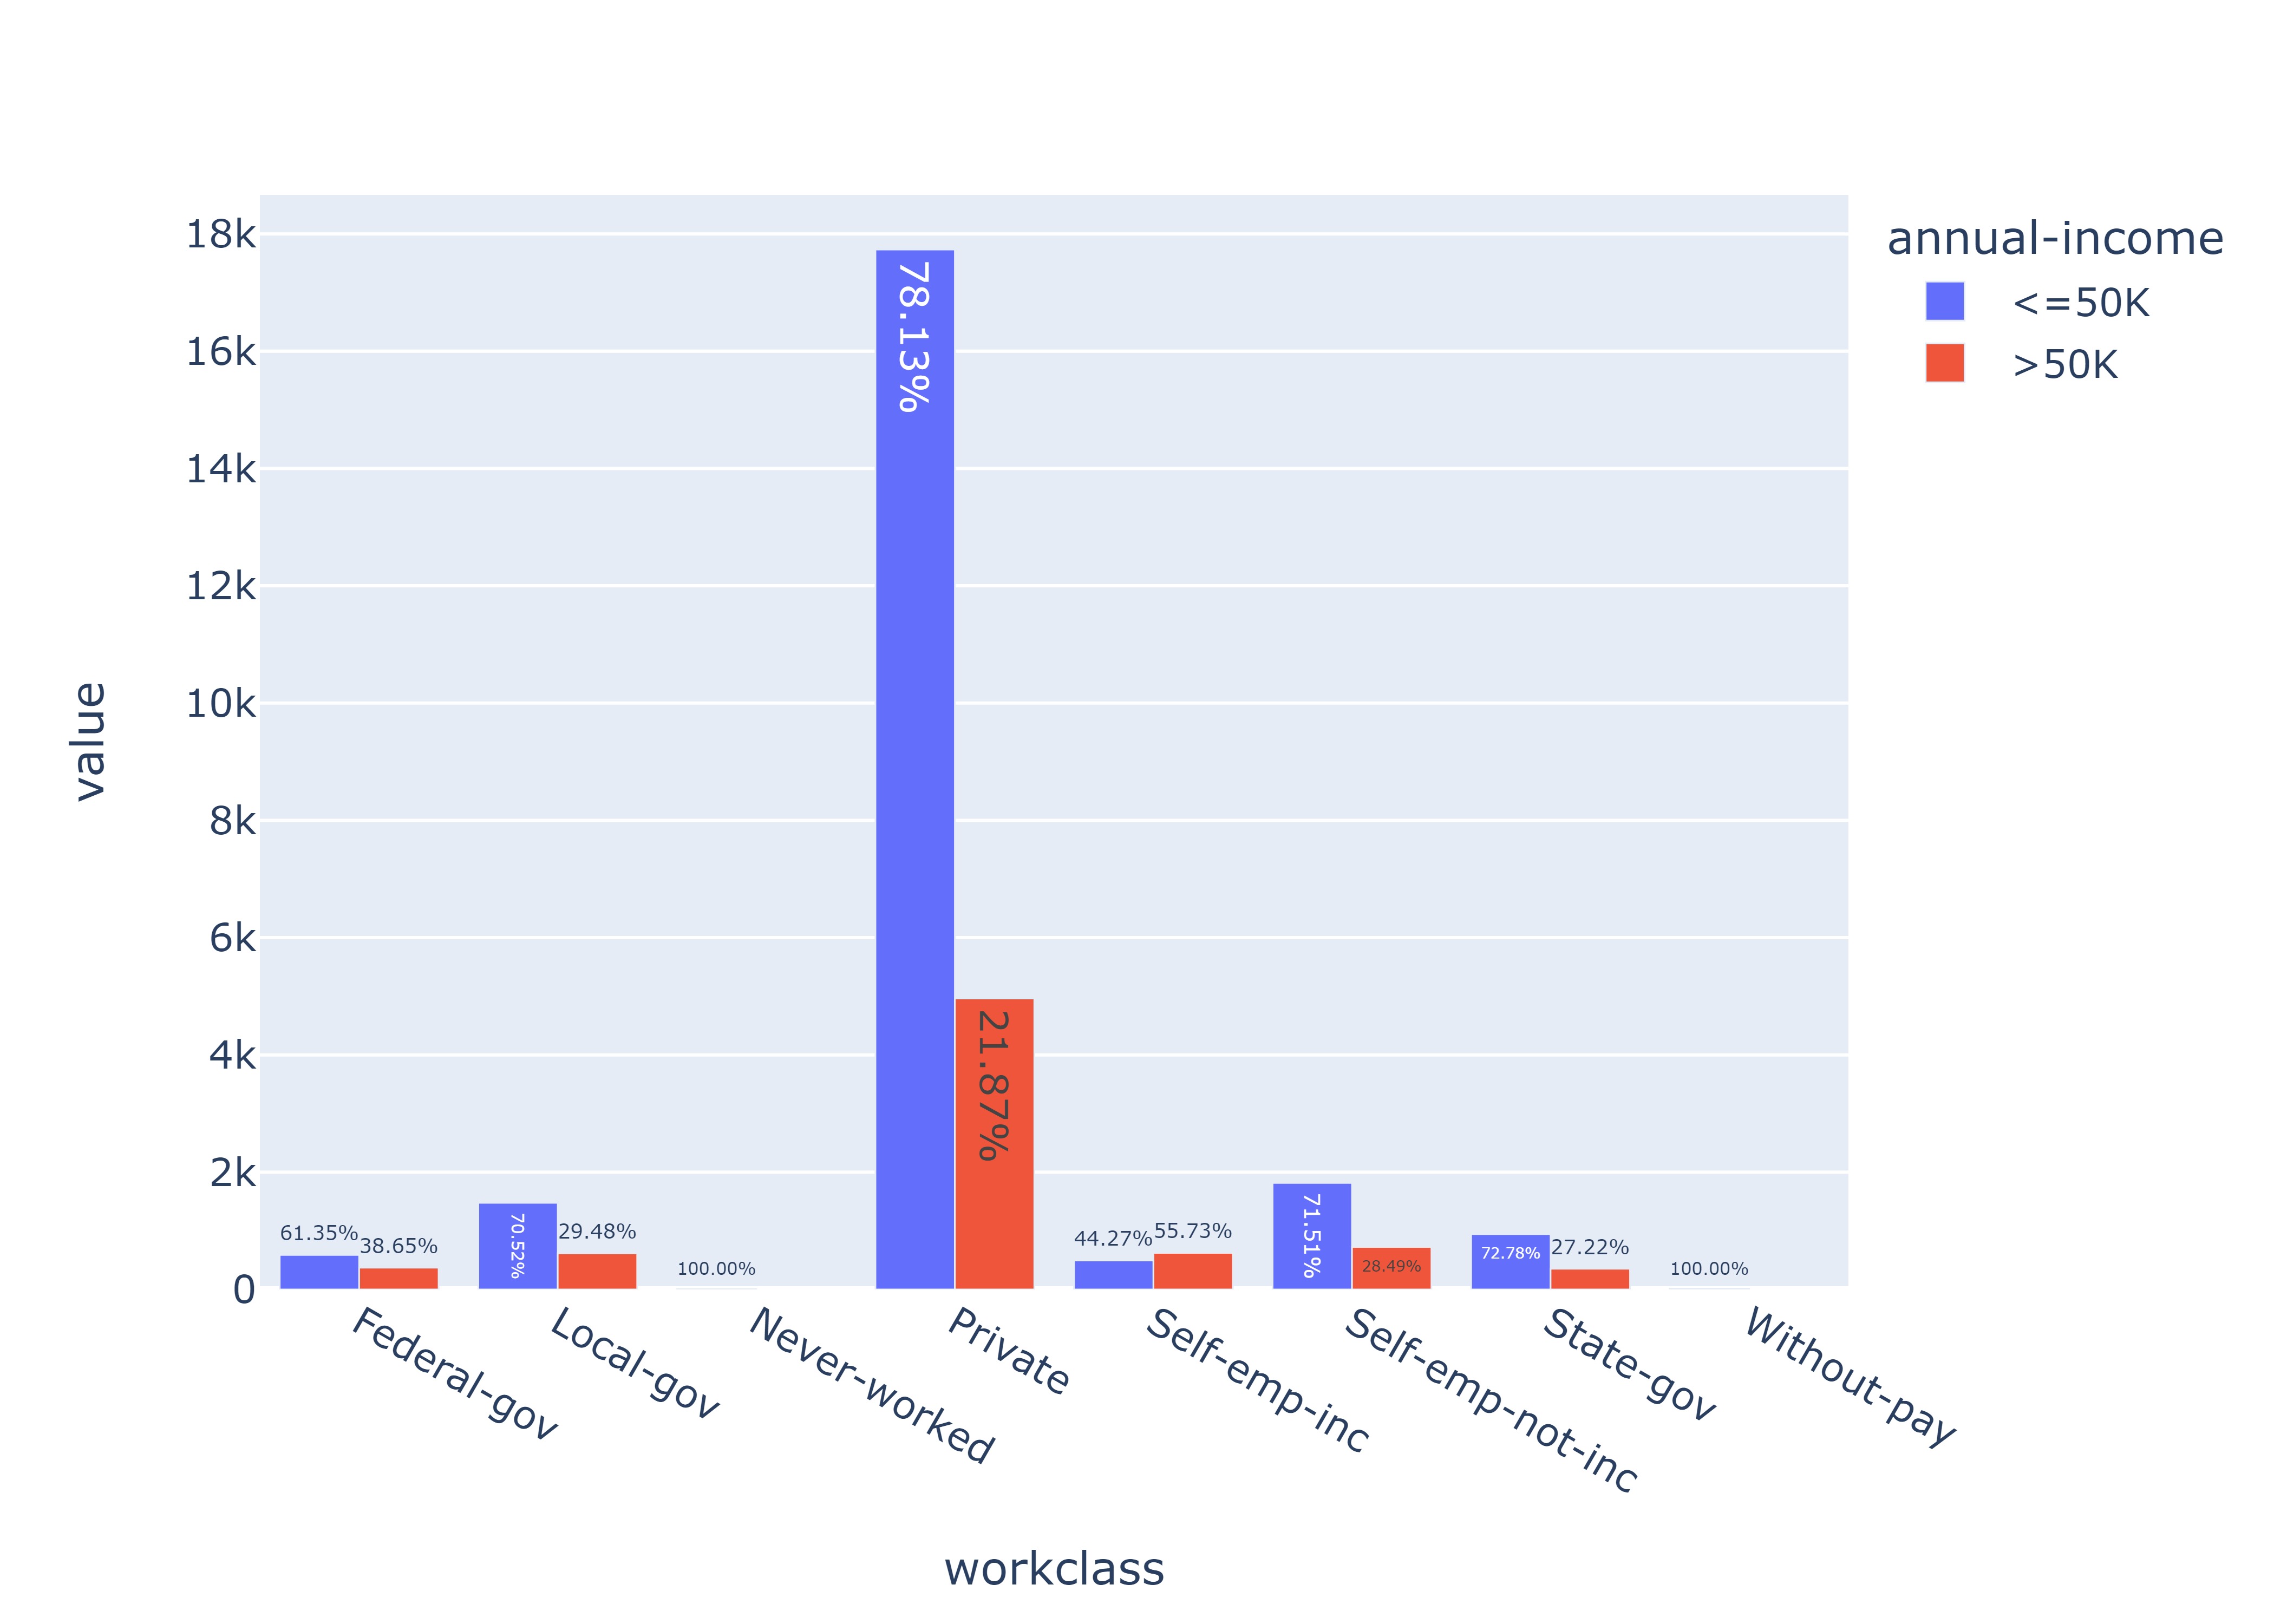 annual-income
<=50K
>50K
18k
16k
14k
12k
10k
8k
6k
4k
2k
0
value
61.35%
38.65%
70.52%
29.48%
100.00%
78.13%
21.87%
44.27%
55.73%
71.51%
28.49%
72.78%
27.22%
100.00%
Federal-gov
Local-gov
Never-worked
Private
Self-emp-inc
Self-emp-not-inc
State-gov
Without-pay
workclass